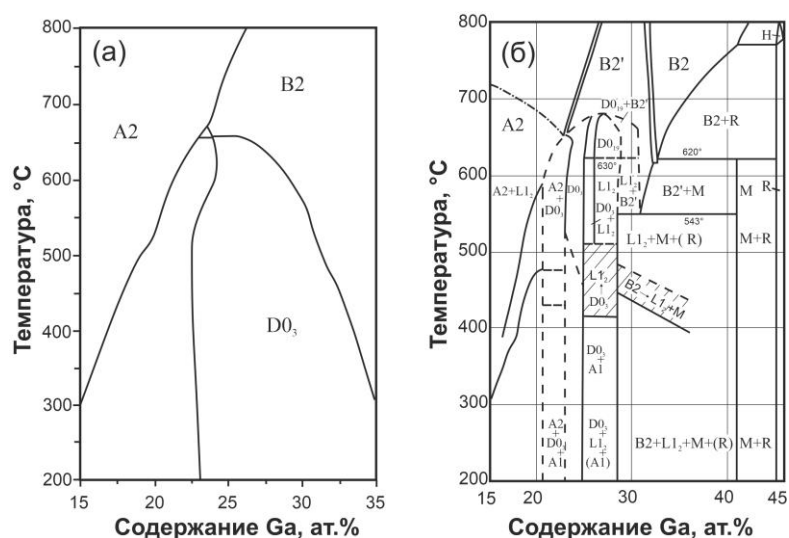 (а)
800
700
600
500
400
300
200
Температура, °С
A2
B2
D0₃
15
20
25
30
35
Содержание Ga, ат.%
(б)
800
700
600
500
400
300
200
Температура, °С
H
B2'
B2
A2
D0₁₉+B2'
B2+R
D0₁₉
620°
630°
A2+L1₂
A2
+
D0₃
D0₃
L1₂
D0₃
+
L1₂
L1₂
+
B2'
B2'+M
M
R
543°
L1₂+M+(R)
M+R
L1₂
D0₃
B2→L1₂+M
D0₃
+
A1
A2
+
D0₃
+
A1
D0₃
+
L1₂
+
(A1)
B2+L1₂+M+(R)
M+R
15
20
30
40
45
Содержание Ga, ат.%